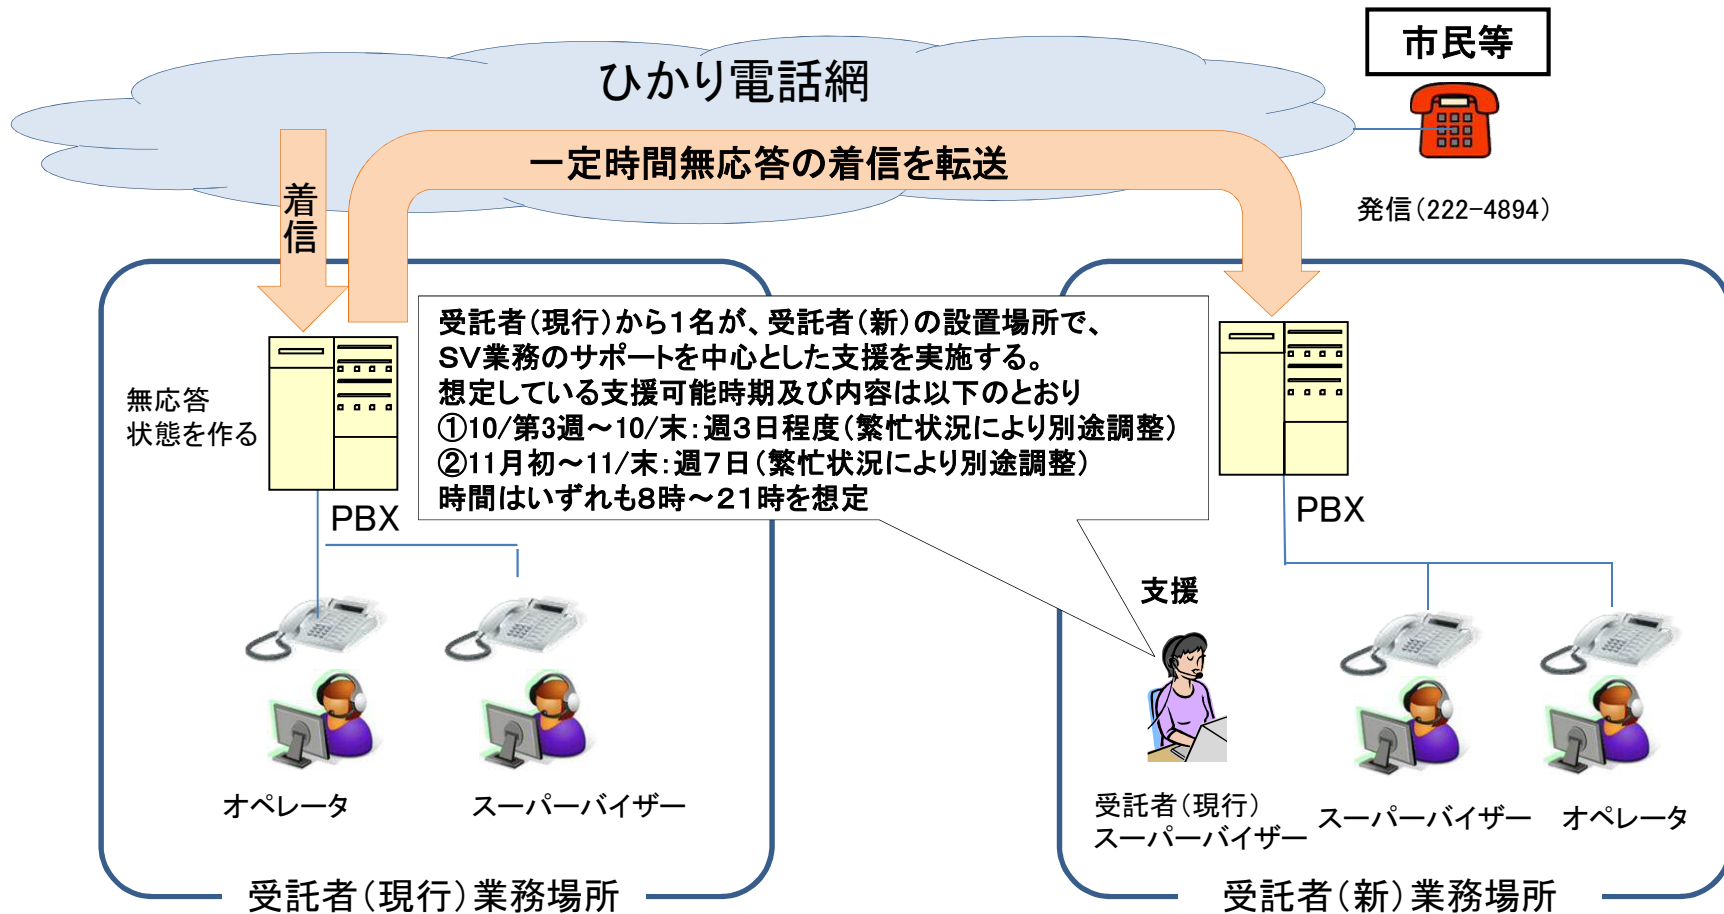 市民等
ひかり電話網
一定時間無応答の着信を転送
着信
発信（222-4894）
受託者（現行）から１名が、受託者（新）の設置場所で、
ＳＶ業務のサポートを中心とした支援を実施する。
想定している支援可能時期及び内容は以下のとおり
①10/第3週～10/末：週３日程度（繁忙状況により別途調整）
②11月初～11/末：週７日（繁忙状況により別途調整）
時間はいずれも８時～２１時を想定
無応答
状態を作る
PBX
PBX
支援
オペレータ
スーパーバイザー
受託者（現行）
スーパーバイザー
スーパーバイザー
オペレータ
受託者（現行）業務場所
受託者（新）業務場所